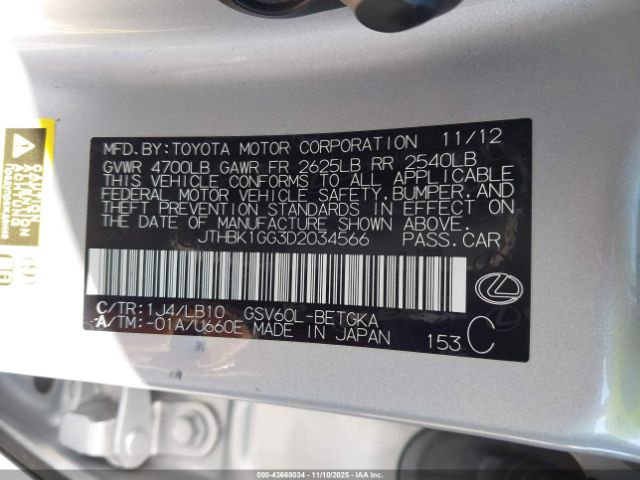 MFD. BY: TOYOTA MOTOR CORPORATION 11/12
GVWR 4700LB GAWR FR 2625LB RR 2540LB
THIS VEHICLE CONFORMS TO ALL APPLICABLE
FEDERAL MOTOR VEHICLE SAFETY, BUMPER, AND
THEFT PREVENTION STANDARDS IN EFFECT ON
THE DATE OF MANUFACTURE SHOWN ABOVE.
JTHBK1GG3D2034566 PASS. CAR
C/TR: 1J4/LB10 GSV60L-BETGKA
A/TM: -01A/U660E MADE IN JAPAN
153 C
CAUTION
000-43668034 - 11/10/2025 - IAA Inc.